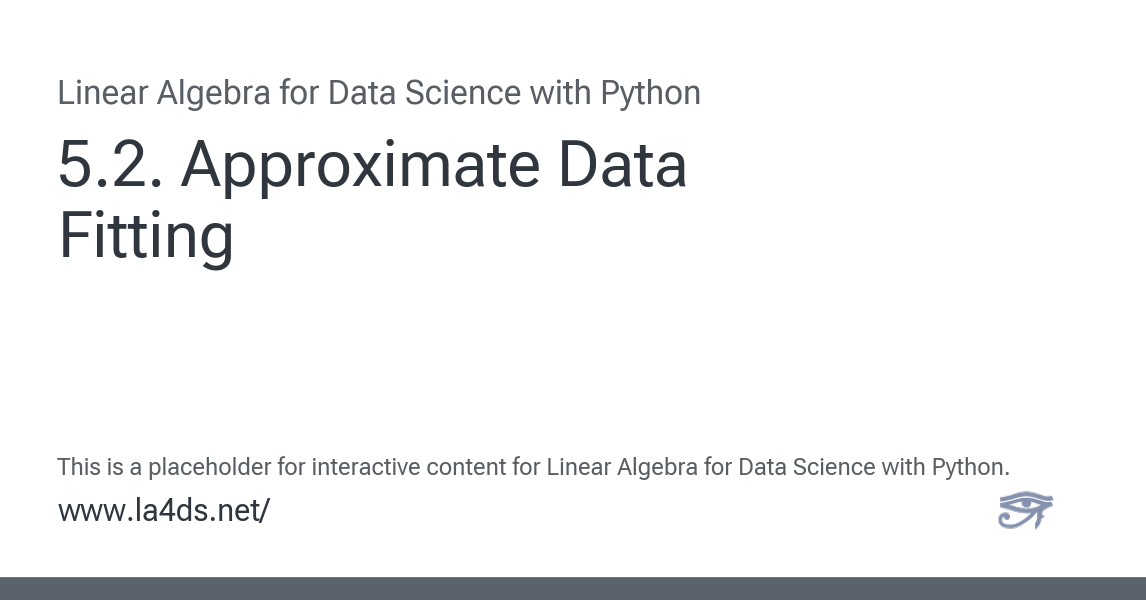 Linear Algebra for Data Science with Python
5.2. Approximate Data
Fitting
This is a placeholder for interactive content for Linear Algebra for Data Science with Python.
www.la4ds.net/